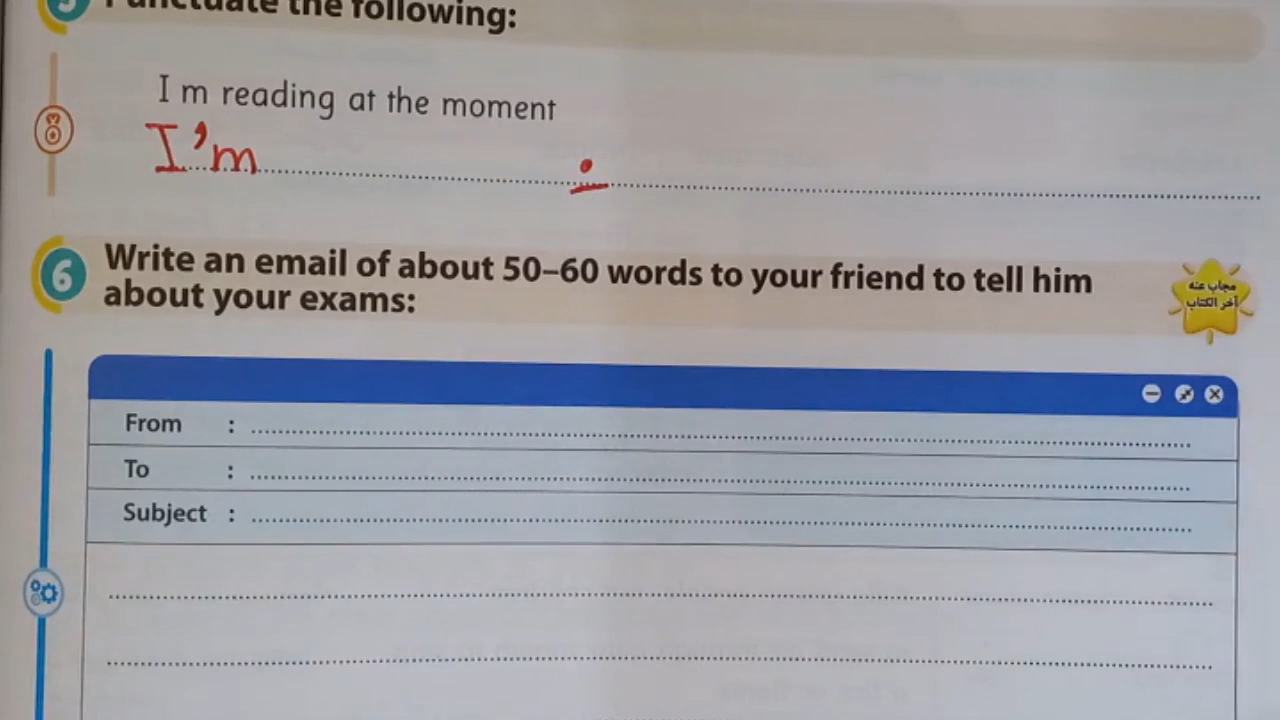 5 Punctuate the following:
I m reading at the moment
I'm .
6 Write an email of about 50–60 words to your friend to tell him
about your exams:
مجاب عنه
آخر الكتاب
From :
To :
Subject :